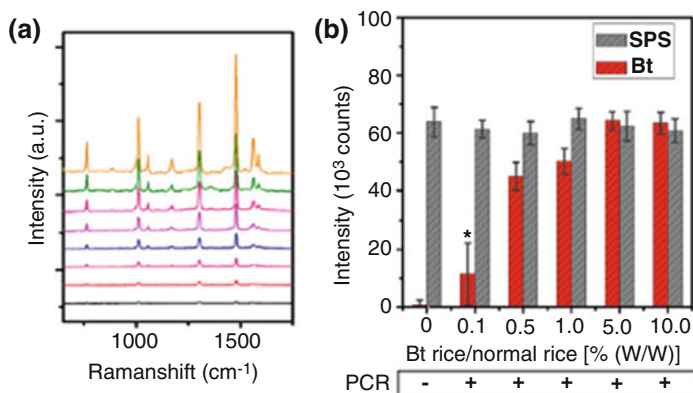 (a)
Intensity (a.u.)
1000 1500
Ramanshift (cm⁻¹)
(b)
100
80
60
40
20
0
Intensity (10³ counts)
SPS
Bt
*
0 0.1 0.5 1.0 5.0 10.0
Bt rice/normal rice [% (W/W)]
PCR - + + + + +